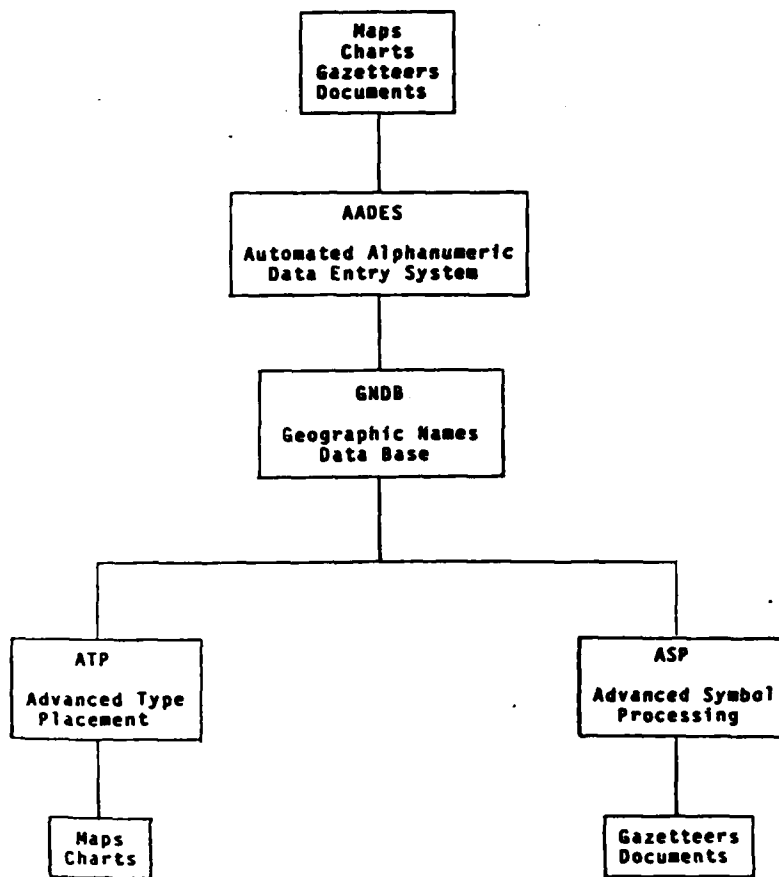 Maps
Charts
Gazetteers
Documents
AADES
Automated Alphanumeric
Data Entry System
GNDB
Geographic Names
Data Base
ATP
Advanced Type
Placement
ASP
Advanced Symbol
Processing
Maps
Charts
Gazetteers
Documents